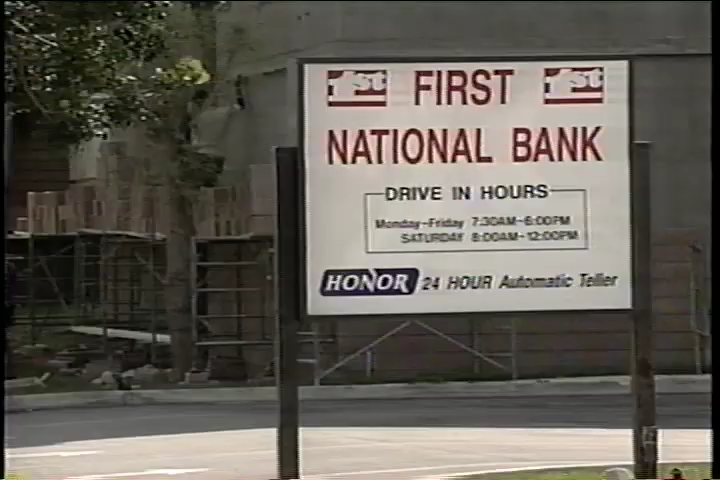 1st FIRST 1st
NATIONAL BANK
DRIVE IN HOURS
Monday-Friday 7:30AM-6:00PM
SATURDAY 8:00AM-12:00PM
HONOR 24 HOUR Automatic Teller